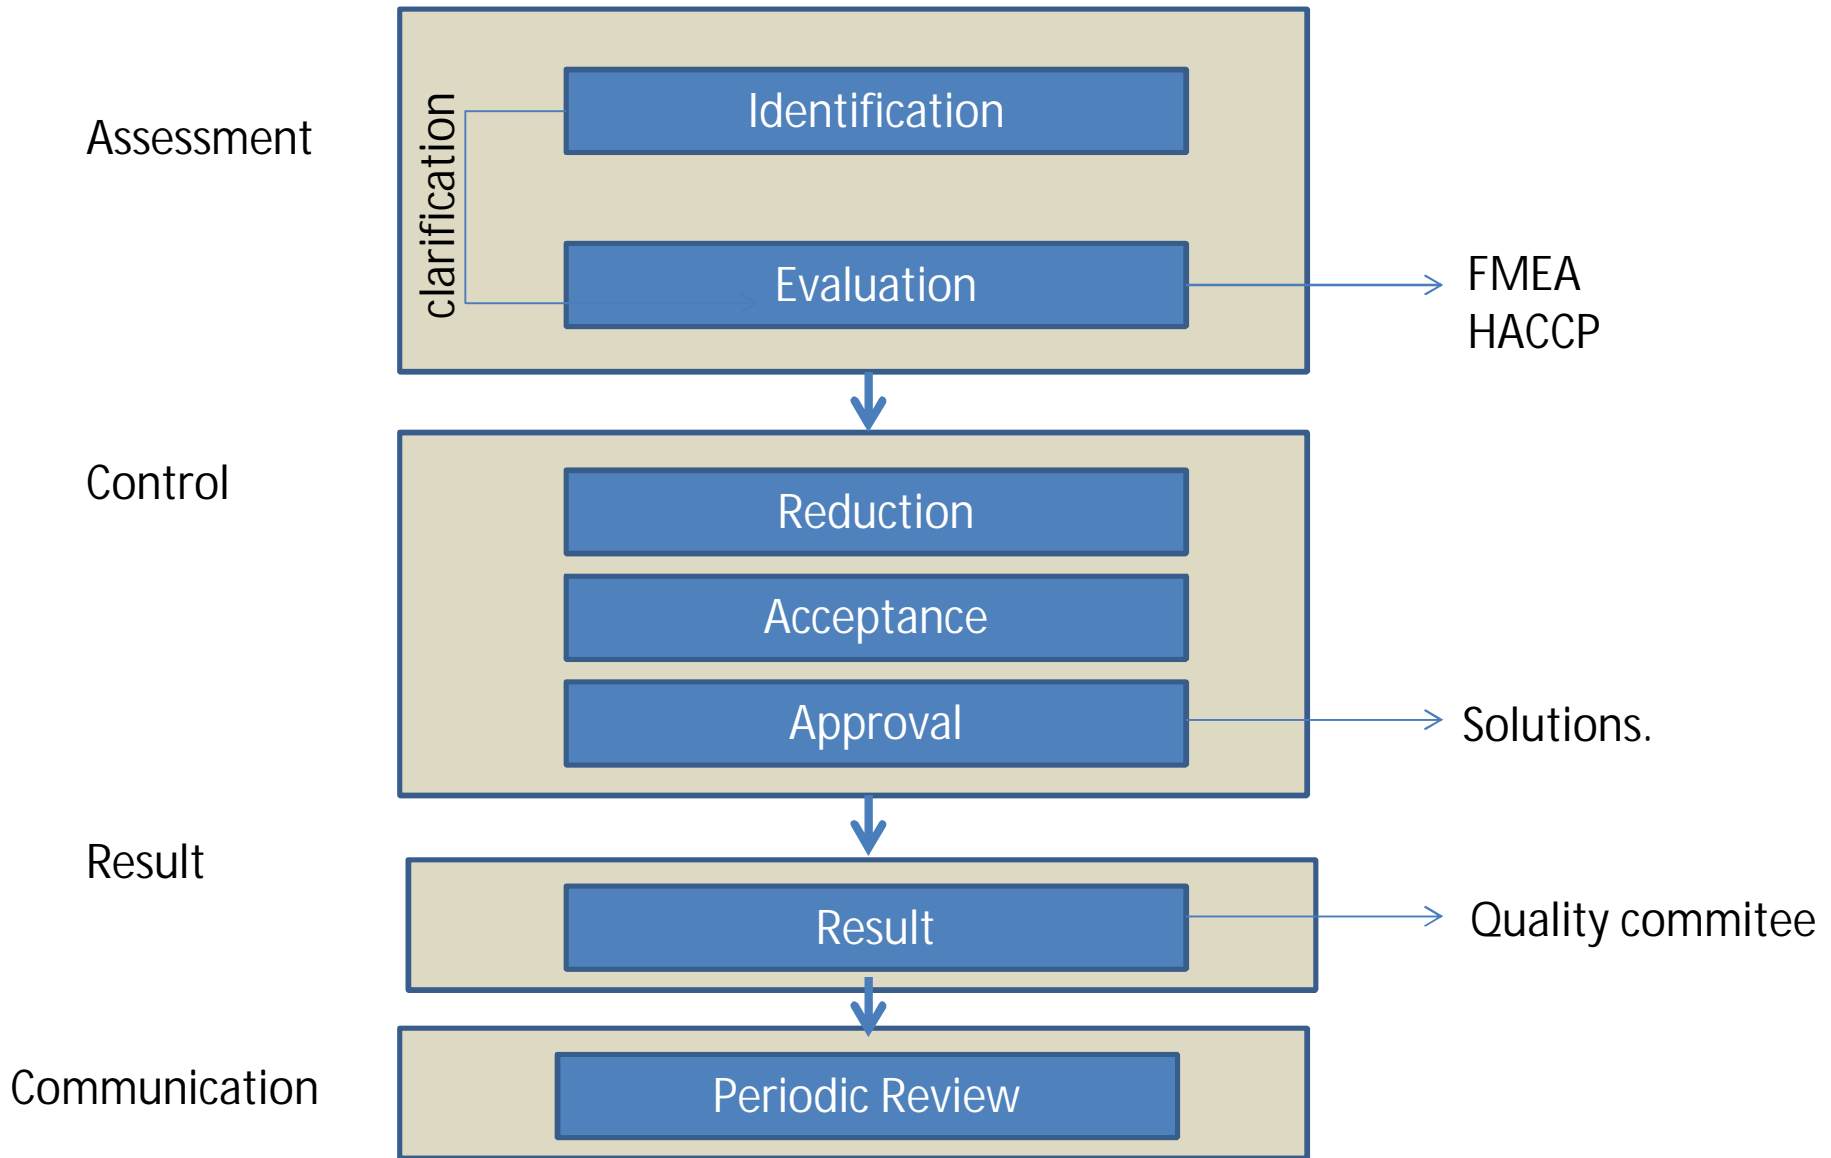 Assessment
clarification
Identification
Evaluation
FMEA
HACCP
Control
Reduction
Acceptance
Approval
Solutions.
Result
Result
Quality commitee
Communication
Periodic Review